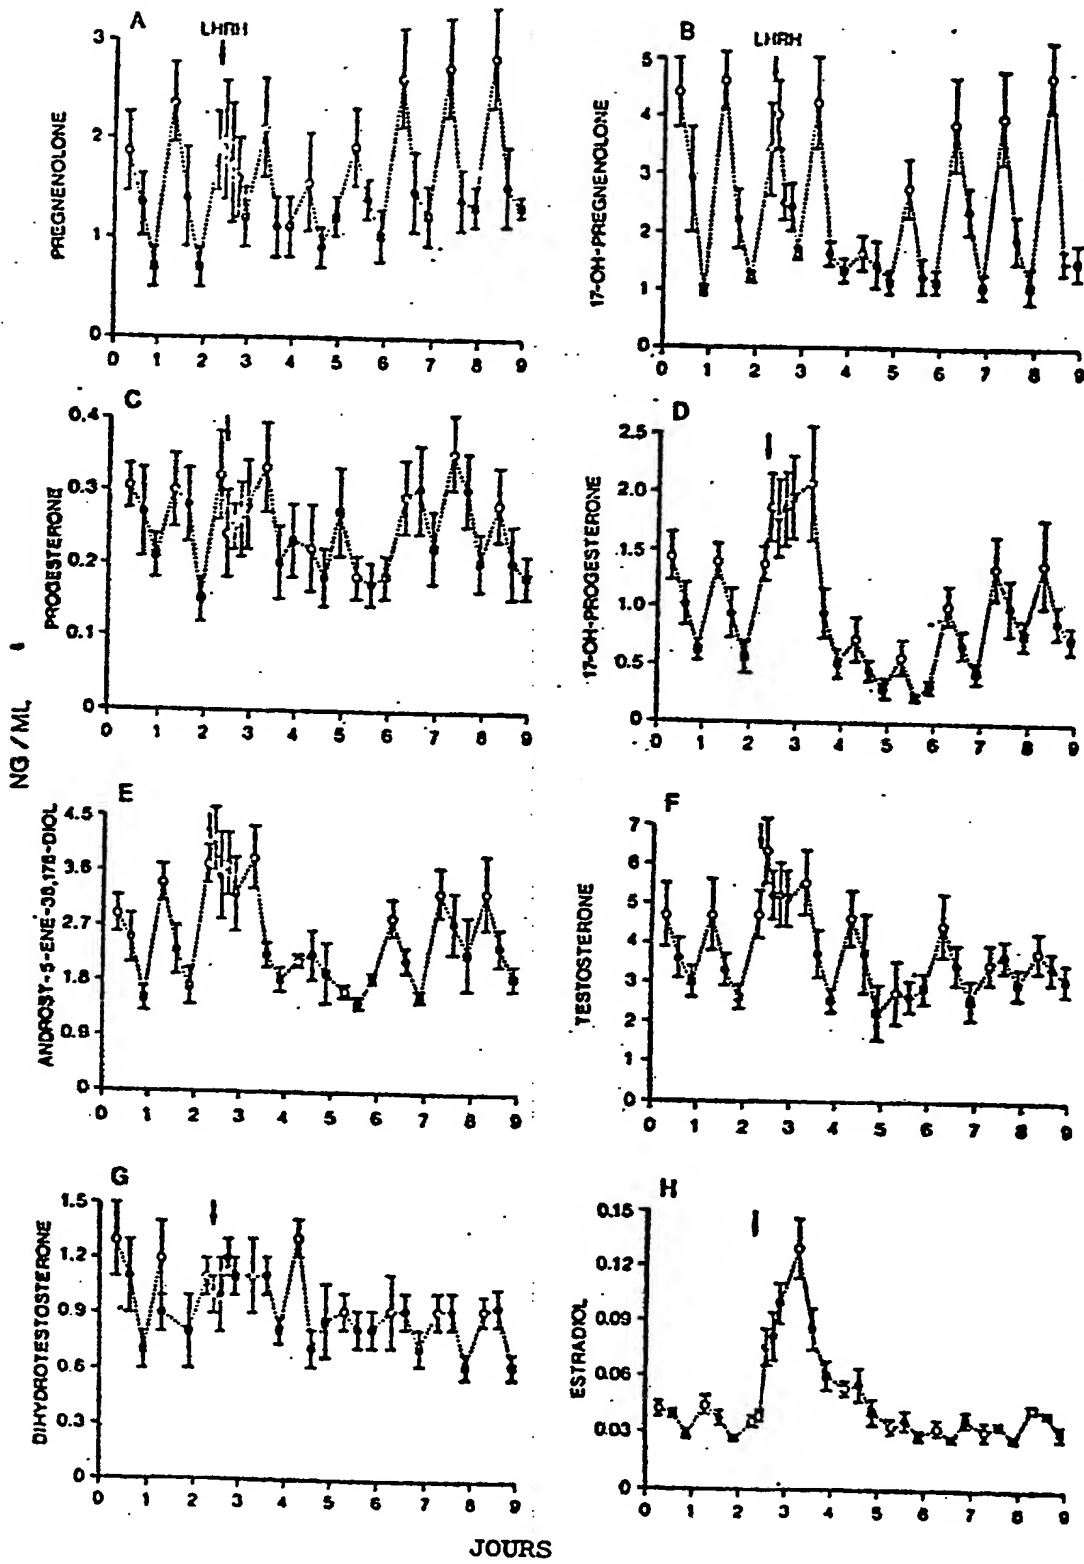 A
LHRH
PREGNENOLONE
3
2
1
0
0 1 2 3 4 5 6 7 8 9
B
LHRH
17-OH-PREGNENOLONE
5
4
3
2
1
0
0 1 2 3 4 5 6 7 8 9
C
PROGESTERONE
0.4
0.3
0.2
0.1
0
0 1 2 3 4 5 6 7 8 9
D
17-OH-PROGESTERONE
2.5
2.0
1.5
1.0
0.5
0
0 1 2 3 4 5 6 7 8 9
NG/ML
E
ANDROST-5-ENE-3β,17β-DIOL
4.5
3.6
2.7
1.8
0.9
0
0 1 2 3 4 5 6 7 8 9
F
TESTOSTERONE
7
6
5
4
3
2
1
0
0 1 2 3 4 5 6 7 8 9
G
DIHYDROTESTOSTERONE
1.5
1.2
0.9
0.6
0.3
0
0 1 2 3 4 5 6 7 8 9
H
ESTRADIOL
0.15
0.12
0.09
0.06
0.03
0
0 1 2 3 4 5 6 7 8 9
JOURS